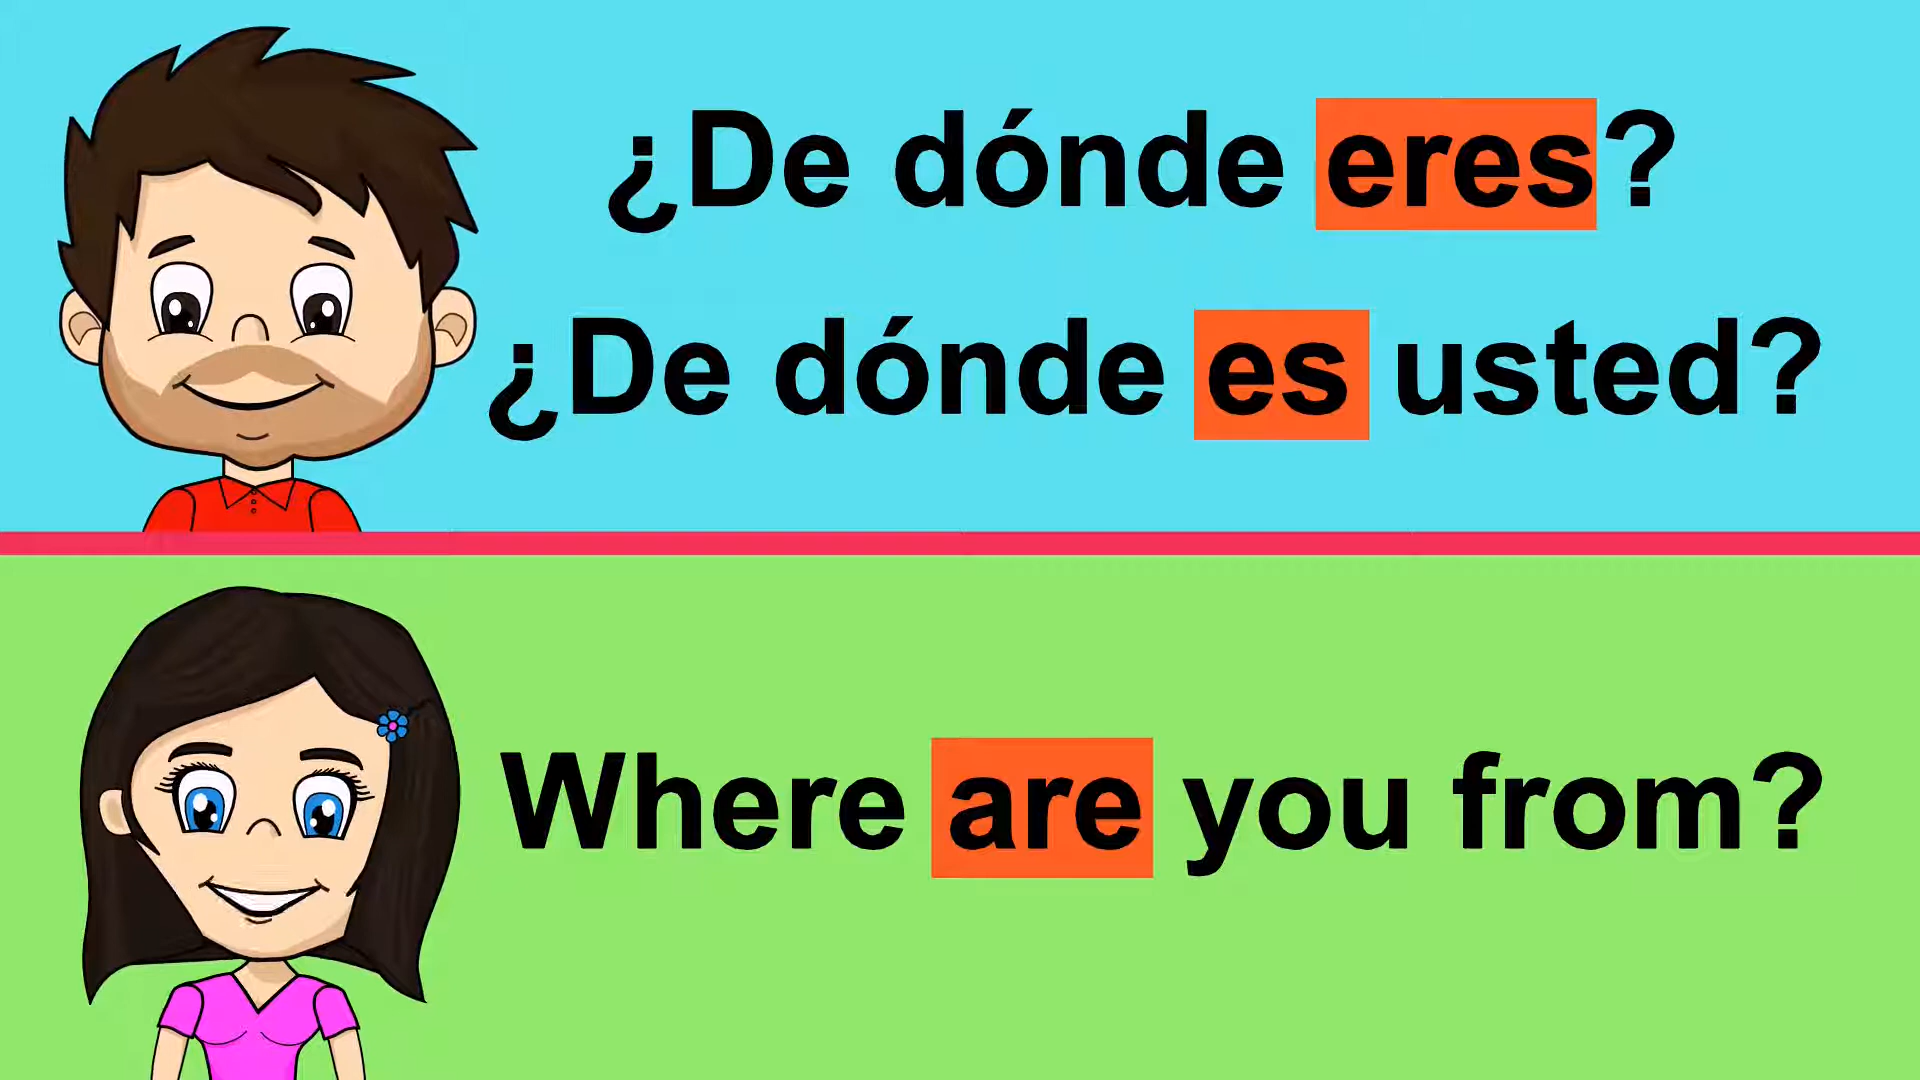 ¿De dónde eres?
¿De dónde es usted?
Where are you from?